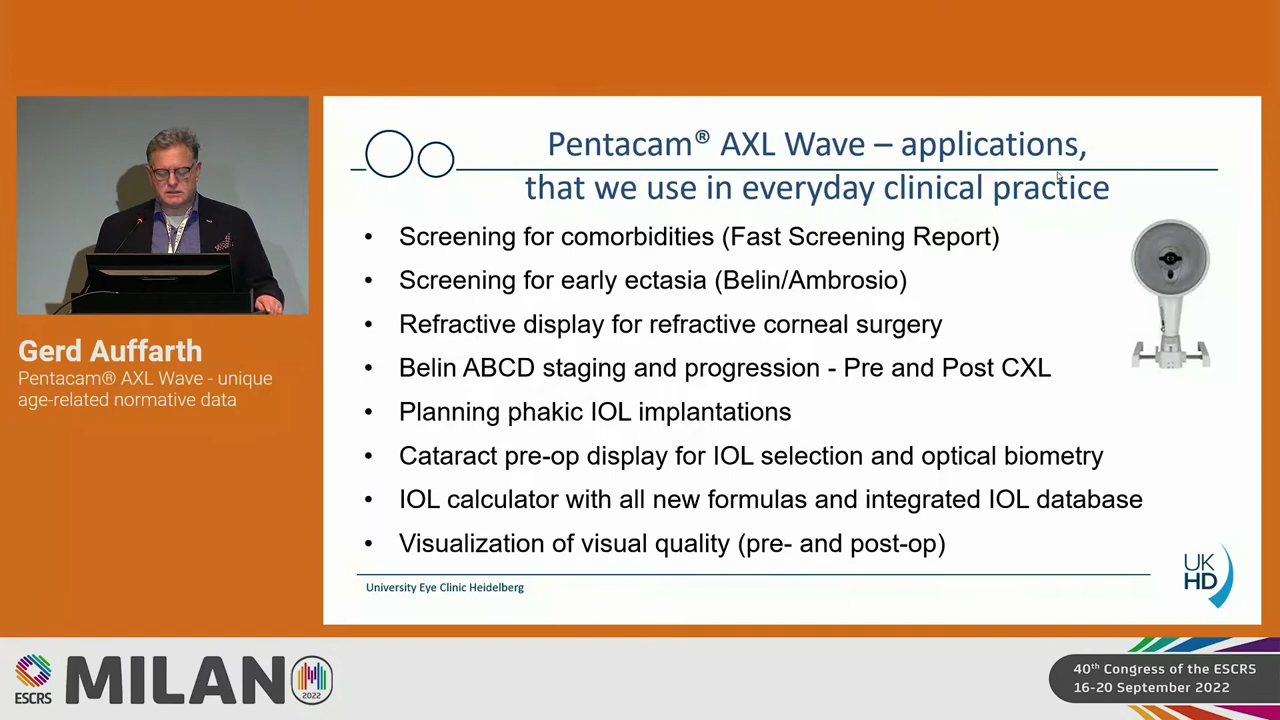 Pentacam® AXL Wave – applications,
that we use in everyday clinical practice
• Screening for comorbidities (Fast Screening Report)
• Screening for early ectasia (Belin/Ambrosio)
• Refractive display for refractive corneal surgery
• Belin ABCD staging and progression - Pre and Post CXL
• Planning phakic IOL implantations
• Cataract pre-op display for IOL selection and optical biometry
• IOL calculator with all new formulas and integrated IOL database
• Visualization of visual quality (pre- and post-op)
University Eye Clinic Heidelberg
UK
HD
Gerd Auffarth
Pentacam® AXL Wave - unique
age-related normative data
ESCRS
MILANO
2022
40th Congress of the ESCRS
16-20 September 2022